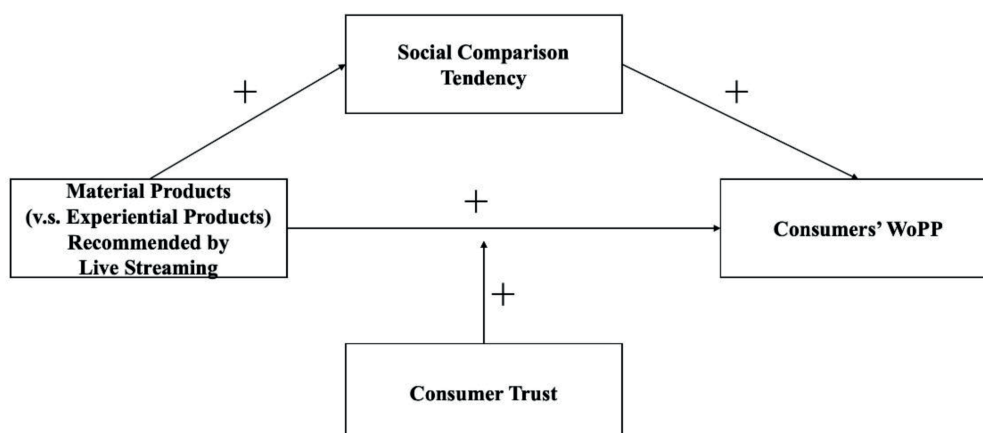 Social Comparison
Tendency
+
+
Material Products
(v.s. Experiential Products)
Recommended by
Live Streaming
+
Consumers’ WoPP
+
Consumer Trust